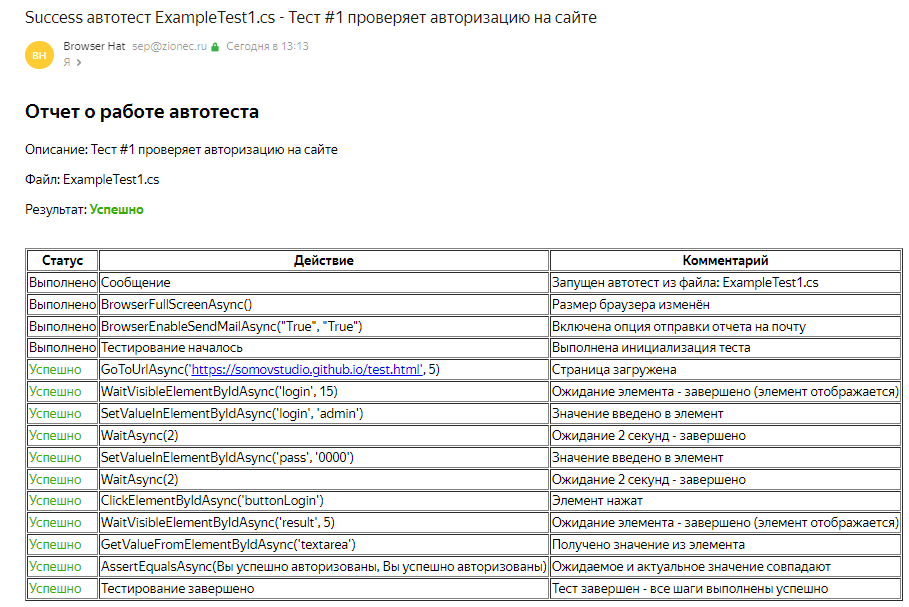 Success автотест ExampleTest1.cs - Тест #1 проверяет авторизацию на сайте
BH
Browser Hat sep@zionec.ru Сегодня в 13:13
Я >
Отчет о работе автотеста
Описание: Тест #1 проверяет авторизацию на сайте
Файл: ExampleTest1.cs
Результат: Успешно
Статус Действие Комментарий
Выполнено Сообщение Запущен автотест из файла: ExampleTest1.cs
Выполнено BrowserFullScreenAsync() Размер браузера изменён
Выполнено BrowserEnableSendMailAsync("True", "True") Включена опция отправки отчета на почту
Выполнено Тестирование началось Выполнена инициализация теста
Успешно GoToUrlAsync('https://somovstudio.github.io/test.html', 5) Страница загружена
Успешно WaitVisibleElementByIdAsync('login', 15) Ожидание элемента - завершено (элемент отображается)
Успешно SetValueInElementByIdAsync('login', 'admin') Значение введено в элемент
Успешно WaitAsync(2) Ожидание 2 секунд - завершено
Успешно SetValueInElementByIdAsync('pass', '0000') Значение введено в элемент
Успешно WaitAsync(2) Ожидание 2 секунд - завершено
Успешно ClickElementByIdAsync('buttonLogin') Элемент нажат
Успешно WaitVisibleElementByIdAsync('result', 5) Ожидание элемента - завершено (элемент отображается)
Успешно GetValueFromElementByIdAsync('textarea') Получено значение из элемента
Успешно AssertEqualsAsync(Вы успешно авторизованы, Вы успешно авторизованы) Ожидаемое и актуальное значение совпадают
Успешно Тестирование завершено Тест завершен - все шаги выполнены успешно